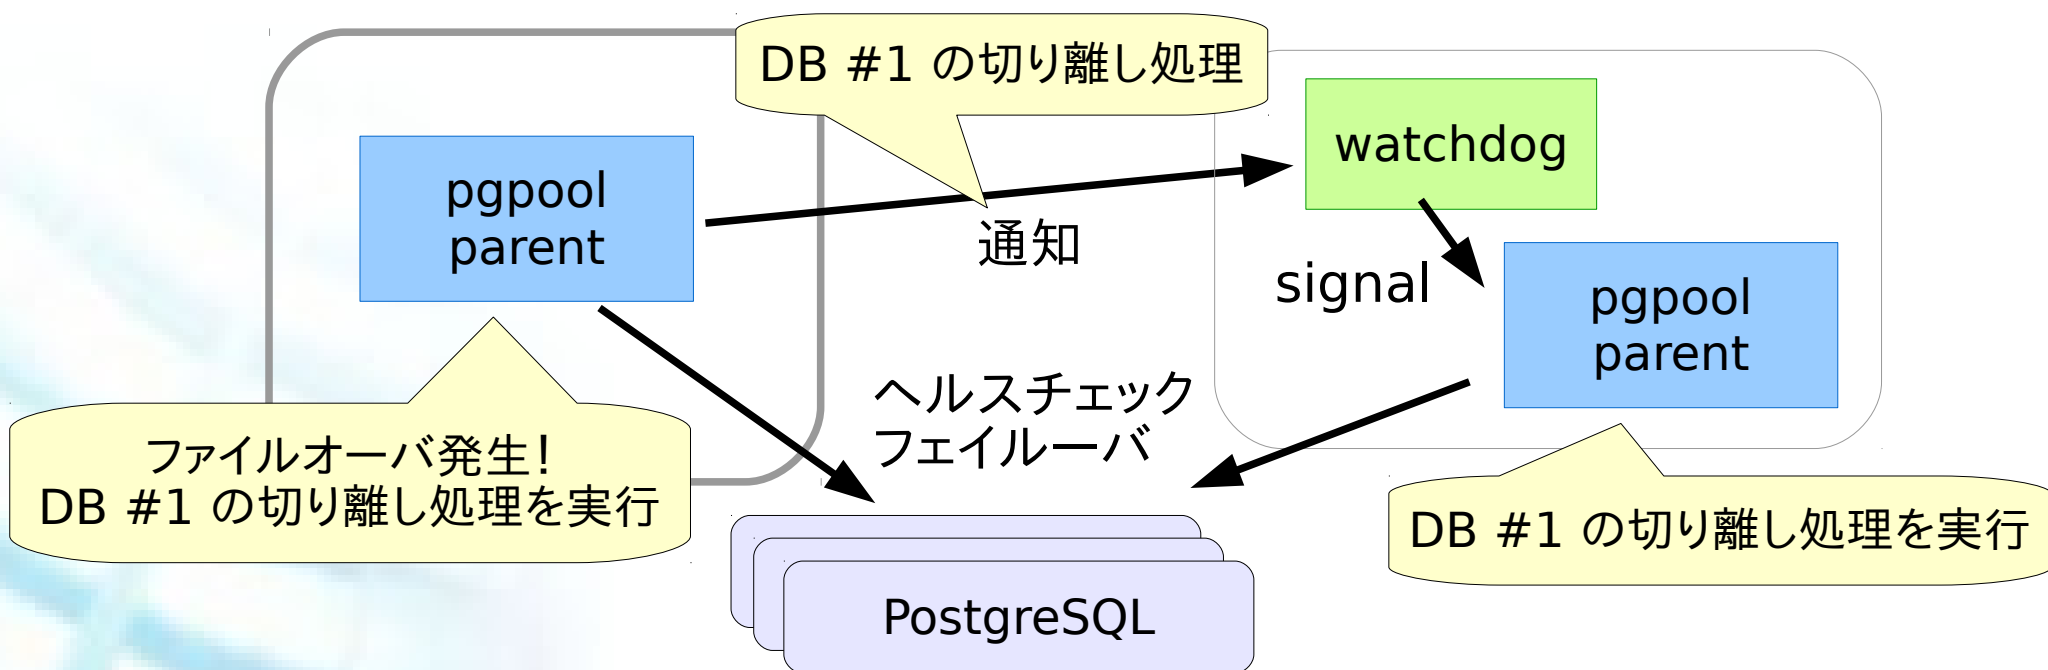 DB #1 の切り離し処理
watchdog
pgpool
parent
通知
signal
pgpool
parent
ヘルスチェック
フェイルーバ
ファイルオーバ発生！
DB #1 の切り離し処理を実行
DB #1 の切り離し処理を実行
PostgreSQL